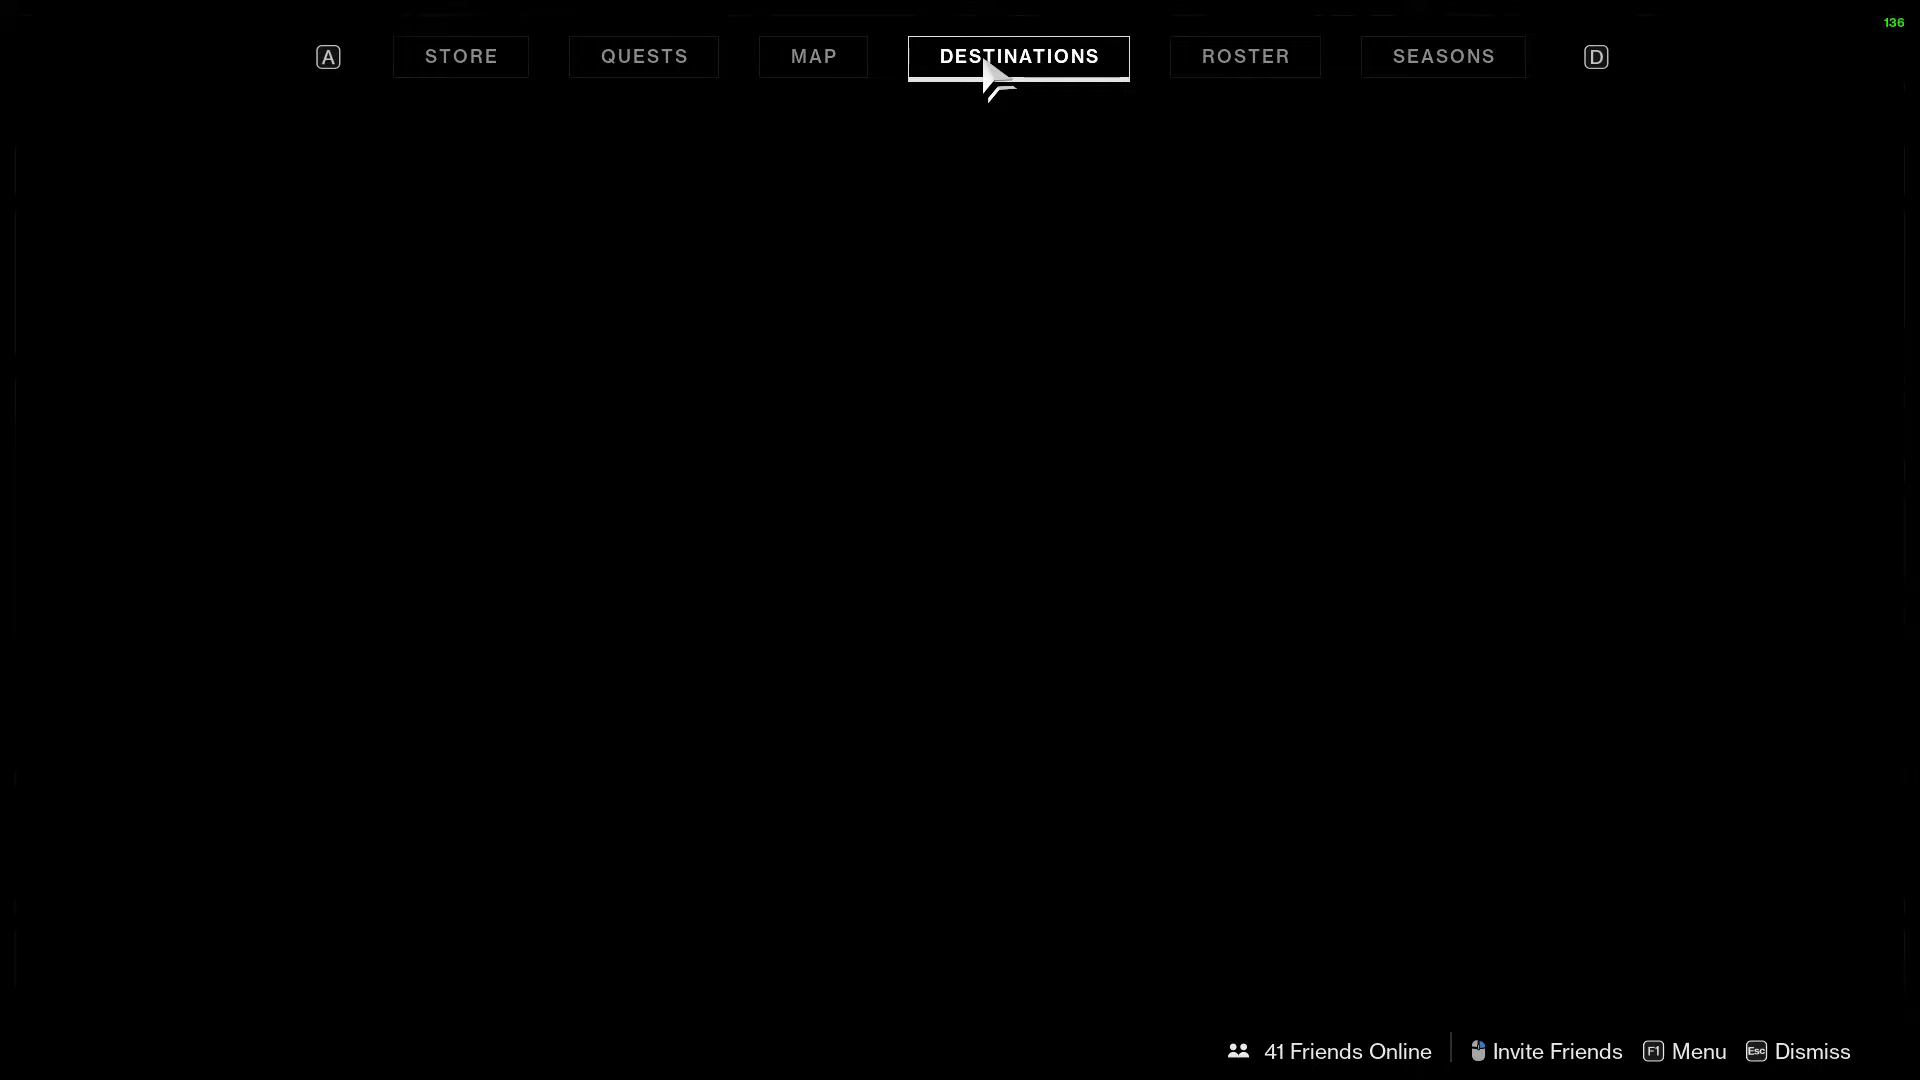 136
A STORE QUESTS MAP DESTINATIONS ROSTER SEASONS D
41 Friends Online Invite Friends F1 Menu Esc Dismiss